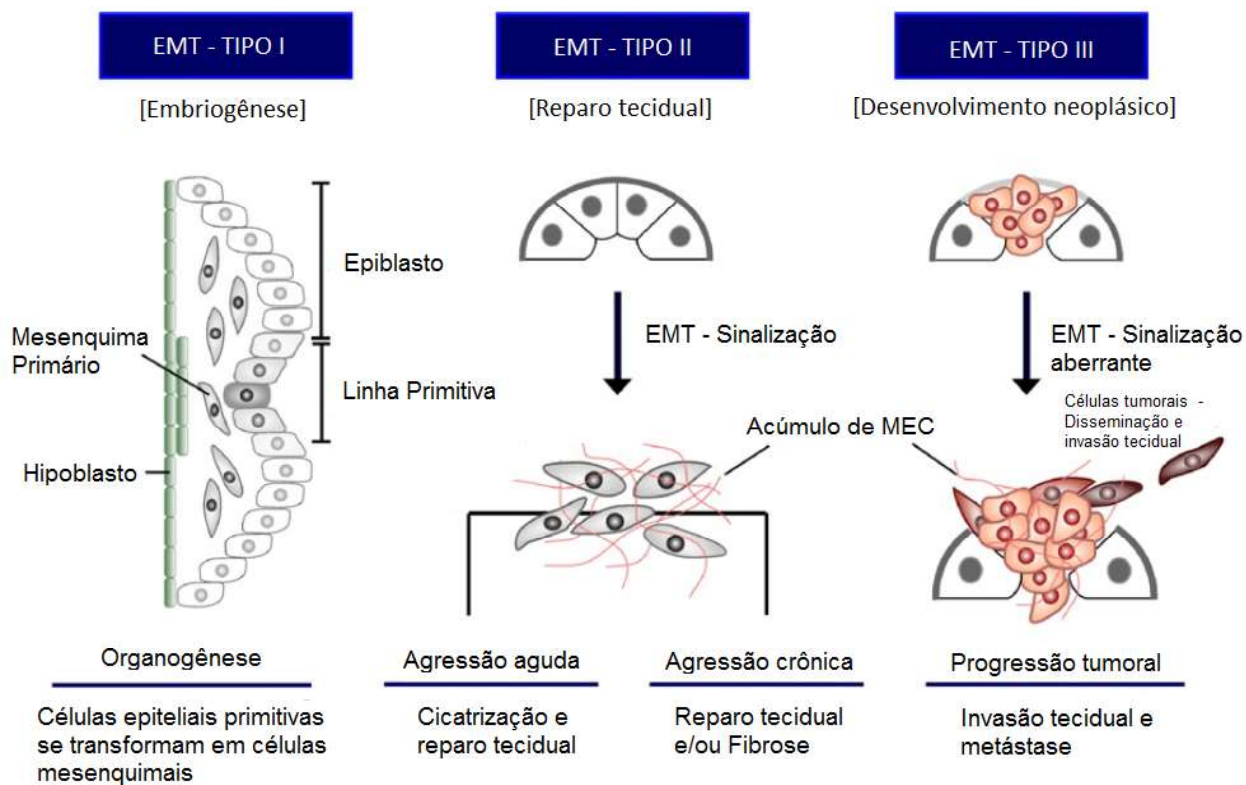 EMT - TIPO I
[Embriogênese]
Epiblasto
Mesenquima
Primário
Linha Primitiva
Hipoblasto
Organogênese
Células epiteliais primitivas
se transformam em células
mesenquimais
EMT - TIPO II
[Reparo tecidual]
EMT - Sinalização
Acúmulo de MEC
Agressão aguda
Cicatrização e
reparo tecidual
Agressão crônica
Reparo tecidual
e/ou Fibrose
EMT - TIPO III
[Desenvolvimento neoplásico]
EMT - Sinalização
aberrante
Células tumorais -
Disseminação e
invasão tecidual
Progressão tumoral
Invasão tecidual e
metástase